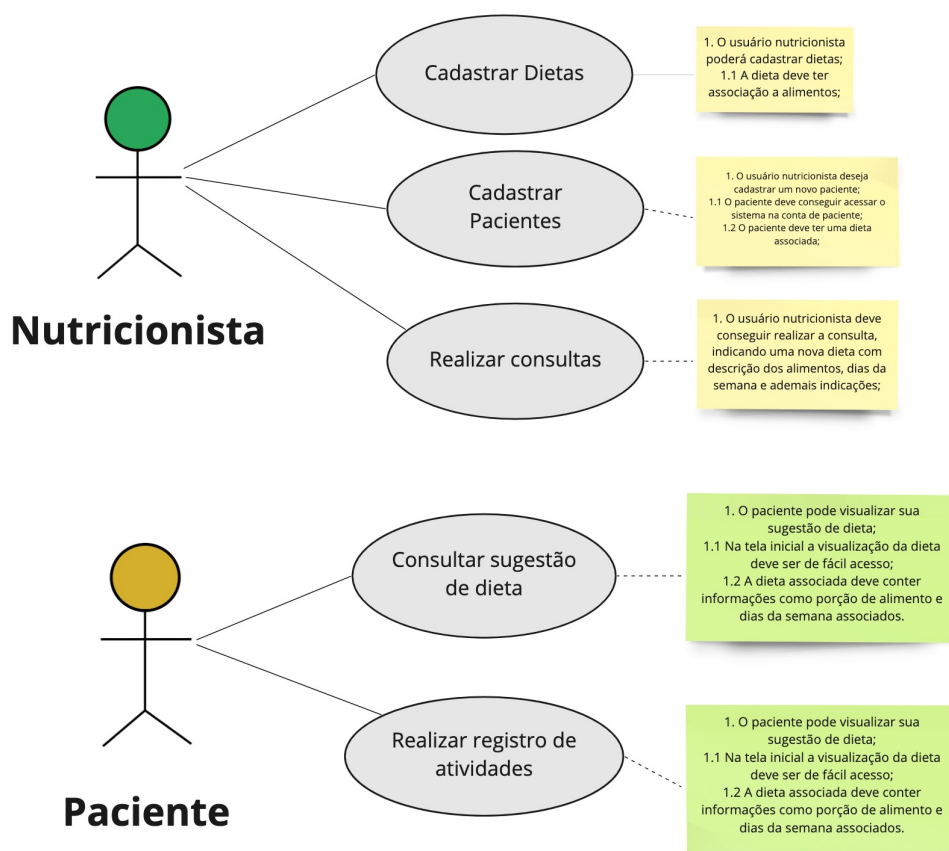 Cadastrar Dietas
1. O usuário nutricionista
poderá cadastrar dietas;
1.1 A dieta deve ter
associação a alimentos;
Cadastrar
Pacientes
1. O usuário nutricionista deseja
cadastrar um novo paciente;
1.1 O paciente deve conseguir acessar o
sistema na conta de paciente;
1.2 O paciente deve ter uma dieta
associada;
Nutricionista
Realizar consultas
1. O usuário nutricionista deve
conseguir realizar a consulta,
indicando uma nova dieta com
descrição dos alimentos, dias da
semana e ademais indicações;
Consultar sugestão
de dieta
1. O paciente pode visualizar sua
sugestão de dieta;
1.1 Na tela inicial a visualização da dieta
deve ser de fácil acesso;
1.2 A dieta associada deve conter
informações como porção de alimento e
dias da semana associados.
Realizar registro de
atividades
1. O paciente pode visualizar sua
sugestão de dieta;
1.1 Na tela inicial a visualização da dieta
deve ser de fácil acesso;
1.2 A dieta associada deve conter
informações como porção de alimento e
dias da semana associados.
Paciente